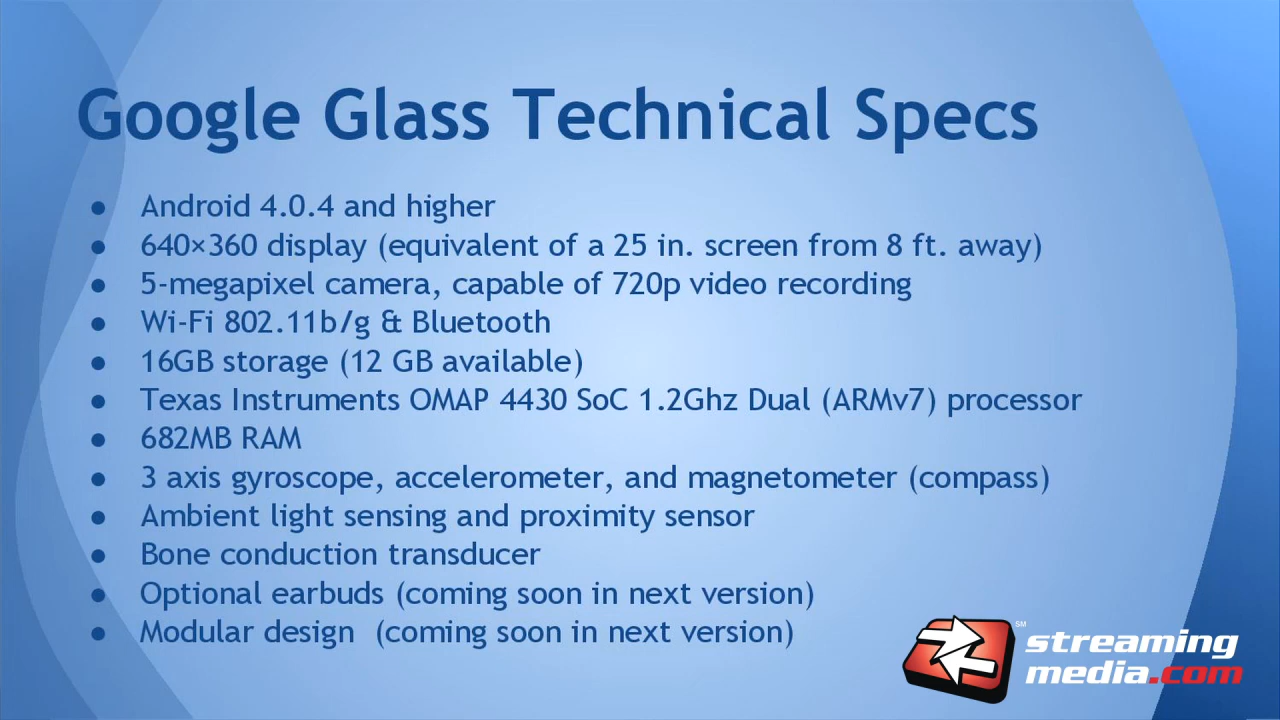 Google Glass Technical Specs
● Android 4.0.4 and higher
● 640×360 display (equivalent of a 25 in. screen from 8 ft. away)
● 5-megapixel camera, capable of 720p video recording
● Wi-Fi 802.11b/g & Bluetooth
● 16GB storage (12 GB available)
● Texas Instruments OMAP 4430 SoC 1.2Ghz Dual (ARMv7) processor
● 682MB RAM
● 3 axis gyroscope, accelerometer, and magnetometer (compass)
● Ambient light sensing and proximity sensor
● Bone conduction transducer
● Optional earbuds (coming soon in next version)
● Modular design  (coming soon in next version)
SM
streaming
media.com